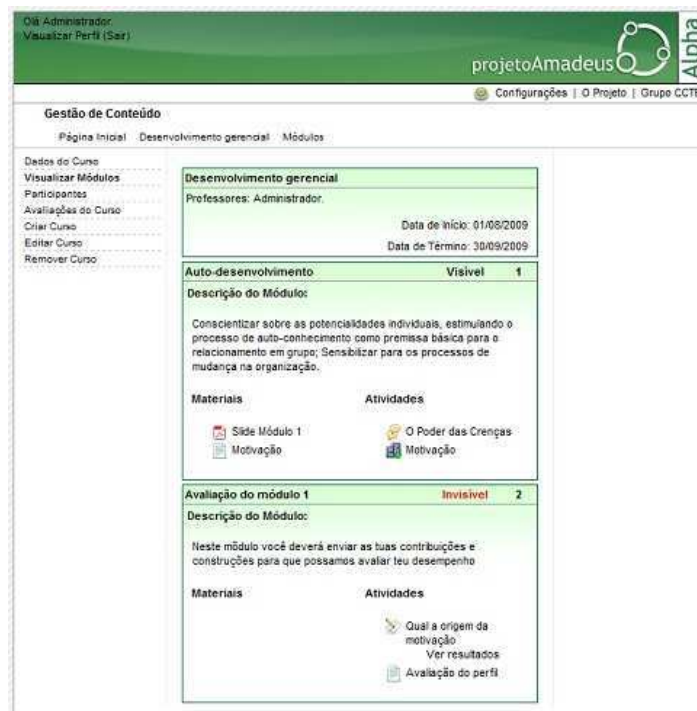 Olá Administrador.
Visualizar Perfil (Sair)
projetoAmadeus
Alpha
Configurações | O Projeto | Grupo CCTE
Gestão de Conteúdo
Página Inicial Desenvolvimento gerencial Módulos
Dados do Curso
Visualizar Módulos
Participantes
Avaliações do Curso
Criar Curso
Editar Curso
Remover Curso
Desenvolvimento gerencial
Professores: Administrador.
Data de Início: 01/08/2009
Data de Término: 30/09/2009
Auto-desenvolvimento Visível 1
Descrição do Módulo:
Conscientizar sobre as potencialidades individuais, estimulando o
processo de auto-conhecimento como premissa básica para o
relacionamento em grupo; Sensibilizar para os processos de
mudança na organização.
Materiais Atividades
Slide Módulo 1 O Poder das Crenças
Motivação Motivação
Avaliação do módulo 1 Invisível 2
Descrição do Módulo:
Neste módulo você deverá enviar as tuas contribuições e
construções para que possamos avaliar teu desempenho
Materiais Atividades
Qual a origem da
motivação
Ver resultados
Avaliação do perfil